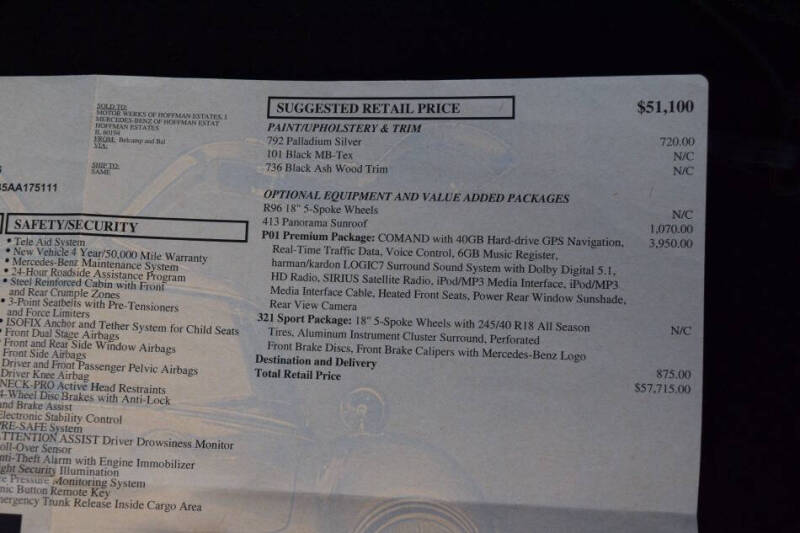 SOLD TO:
MOTOR WERKS OF HOFFMAN ESTATES, I
MERCEDES-BENZ OF HOFFMAN ESTAT
HOFFMAN ESTATES
IL 60194
FROM: Belcamp and Bal
VIA:
SHIP TO:
SAME
5AA175111
SAFETY/SECURITY
• Tele Aid System
• New Vehicle 4 Year/50,000 Mile Warranty
• Mercedes-Benz Maintenance System
• 24-Hour Roadside Assistance Program
• Steel Reinforced Cabin with Front
and Rear Crumple Zones
• 3-Point Seatbelts with Pre-Tensioners
and Force Limiters
• ISOFIX Anchor and Tether System for Child Seats
Front Dual Stage Airbags
Front and Rear Side Window Airbags
Front Side Airbags
Driver and Front Passenger Pelvic Airbags
Driver Knee Airbag
NECK-PRO Active Head Restraints
4-Wheel Disc Brakes with Anti-Lock
and Brake Assist
Electronic Stability Control
PRE-SAFE System
ATTENTION ASSIST Driver Drowsiness Monitor
oll-Over Sensor
nti-Theft Alarm with Engine Immobilizer
ght Security Illumination
e Pressure Monitoring System
nic Button Remote Key
mergency Trunk Release Inside Cargo Area
SUGGESTED RETAIL PRICE $51,100
PAINT/UPHOLSTERY & TRIM
792 Palladium Silver 720.00
101 Black MB-Tex N/C
736 Black Ash Wood Trim N/C
OPTIONAL EQUIPMENT AND VALUE ADDED PACKAGES
R96 18" 5-Spoke Wheels N/C
413 Panorama Sunroof 1,070.00
P01 Premium Package: COMAND with 40GB Hard-drive GPS Navigation, 3,950.00
Real-Time Traffic Data, Voice Control, 6GB Music Register,
harman/kardon LOGIC7 Surround Sound System with Dolby Digital 5.1,
HD Radio, SIRIUS Satellite Radio, iPod/MP3 Media Interface, iPod/MP3
Media Interface Cable, Heated Front Seats, Power Rear Window Sunshade,
Rear View Camera
321 Sport Package: 18" 5-Spoke Wheels with 245/40 R18 All Season N/C
Tires, Aluminum Instrument Cluster Surround, Perforated
Front Brake Discs, Front Brake Calipers with Mercedes-Benz Logo
Destination and Delivery 875.00
Total Retail Price $57,715.00